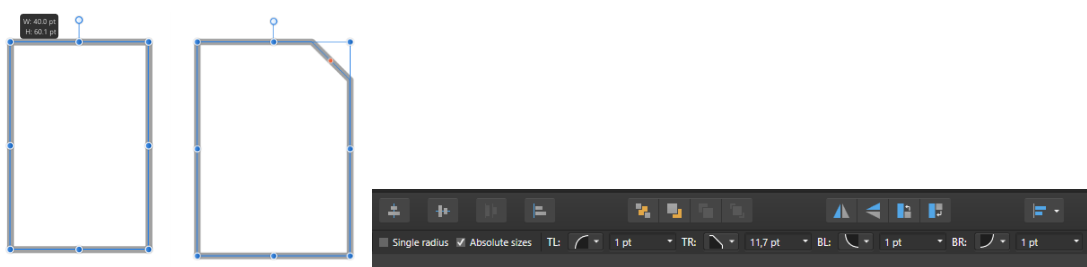 W: 40.0 pt
H: 60.1 pt
Single radius Absolute sizes TL: 1 pt TR: 11,7 pt BL: 1 pt BR: 1 pt